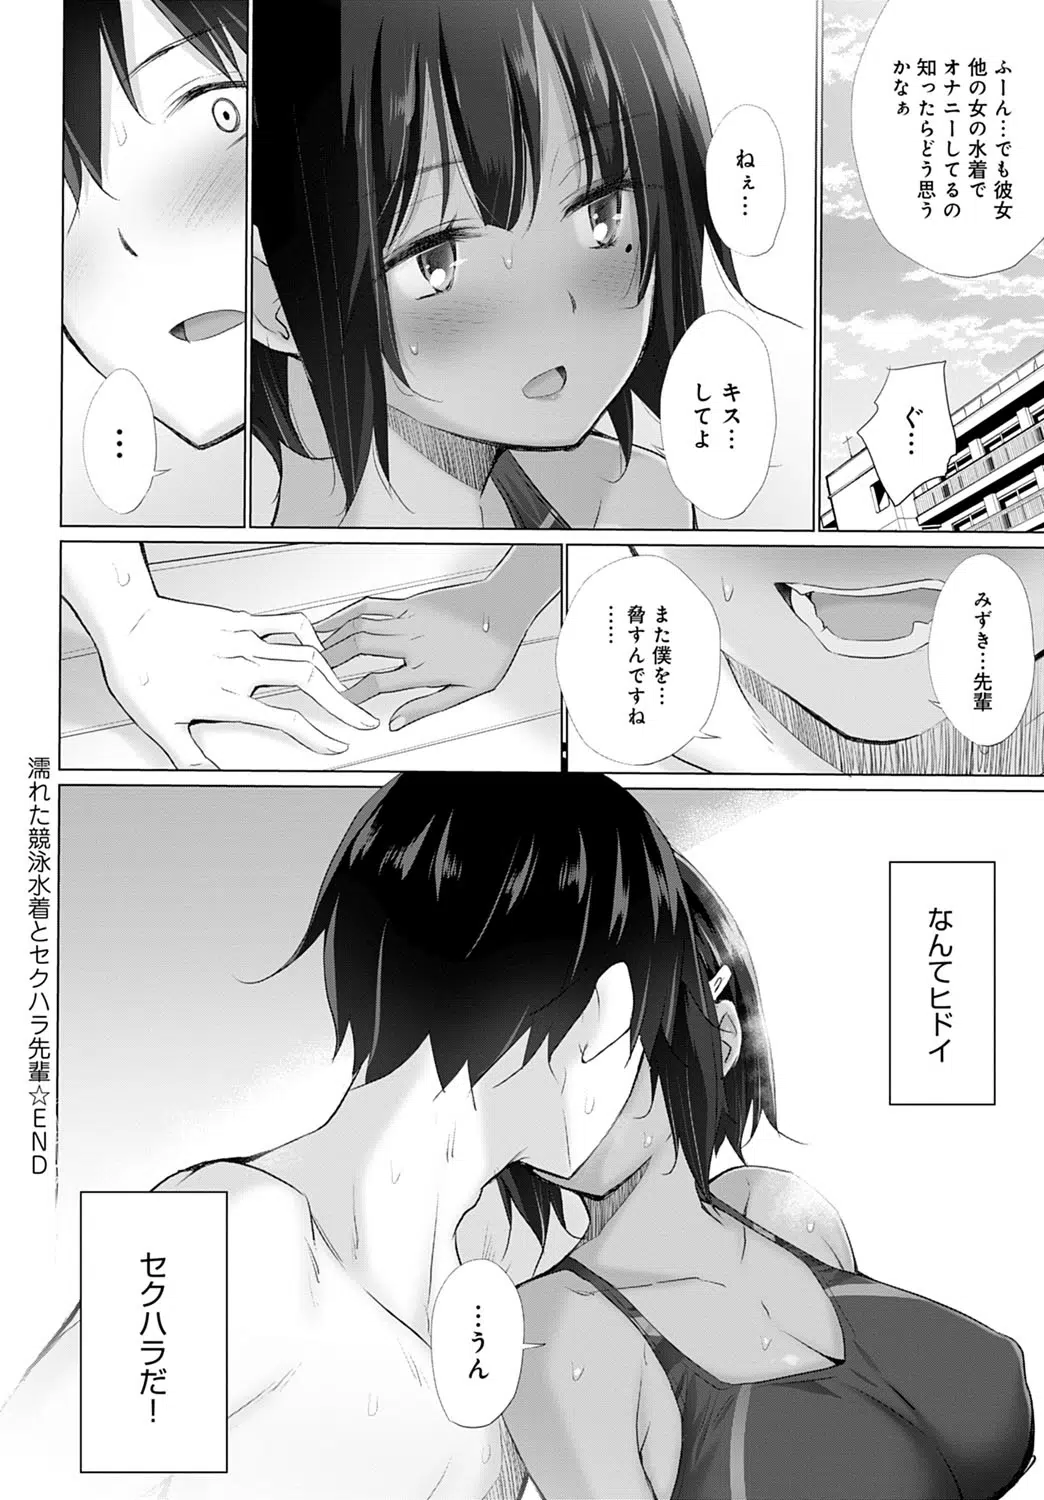 ふーん…でも彼女
他の女の水着で
オナニーしてるの
知ったらどう思う
かなぁ
ぐ…
ねぇ…
キス…
してよ
…
みずき…先輩
また僕を…
脅すんですね
……
なんてヒドイ
…うん
セクハラだ！
濡れた競泳水着とセクハラ先輩☆END